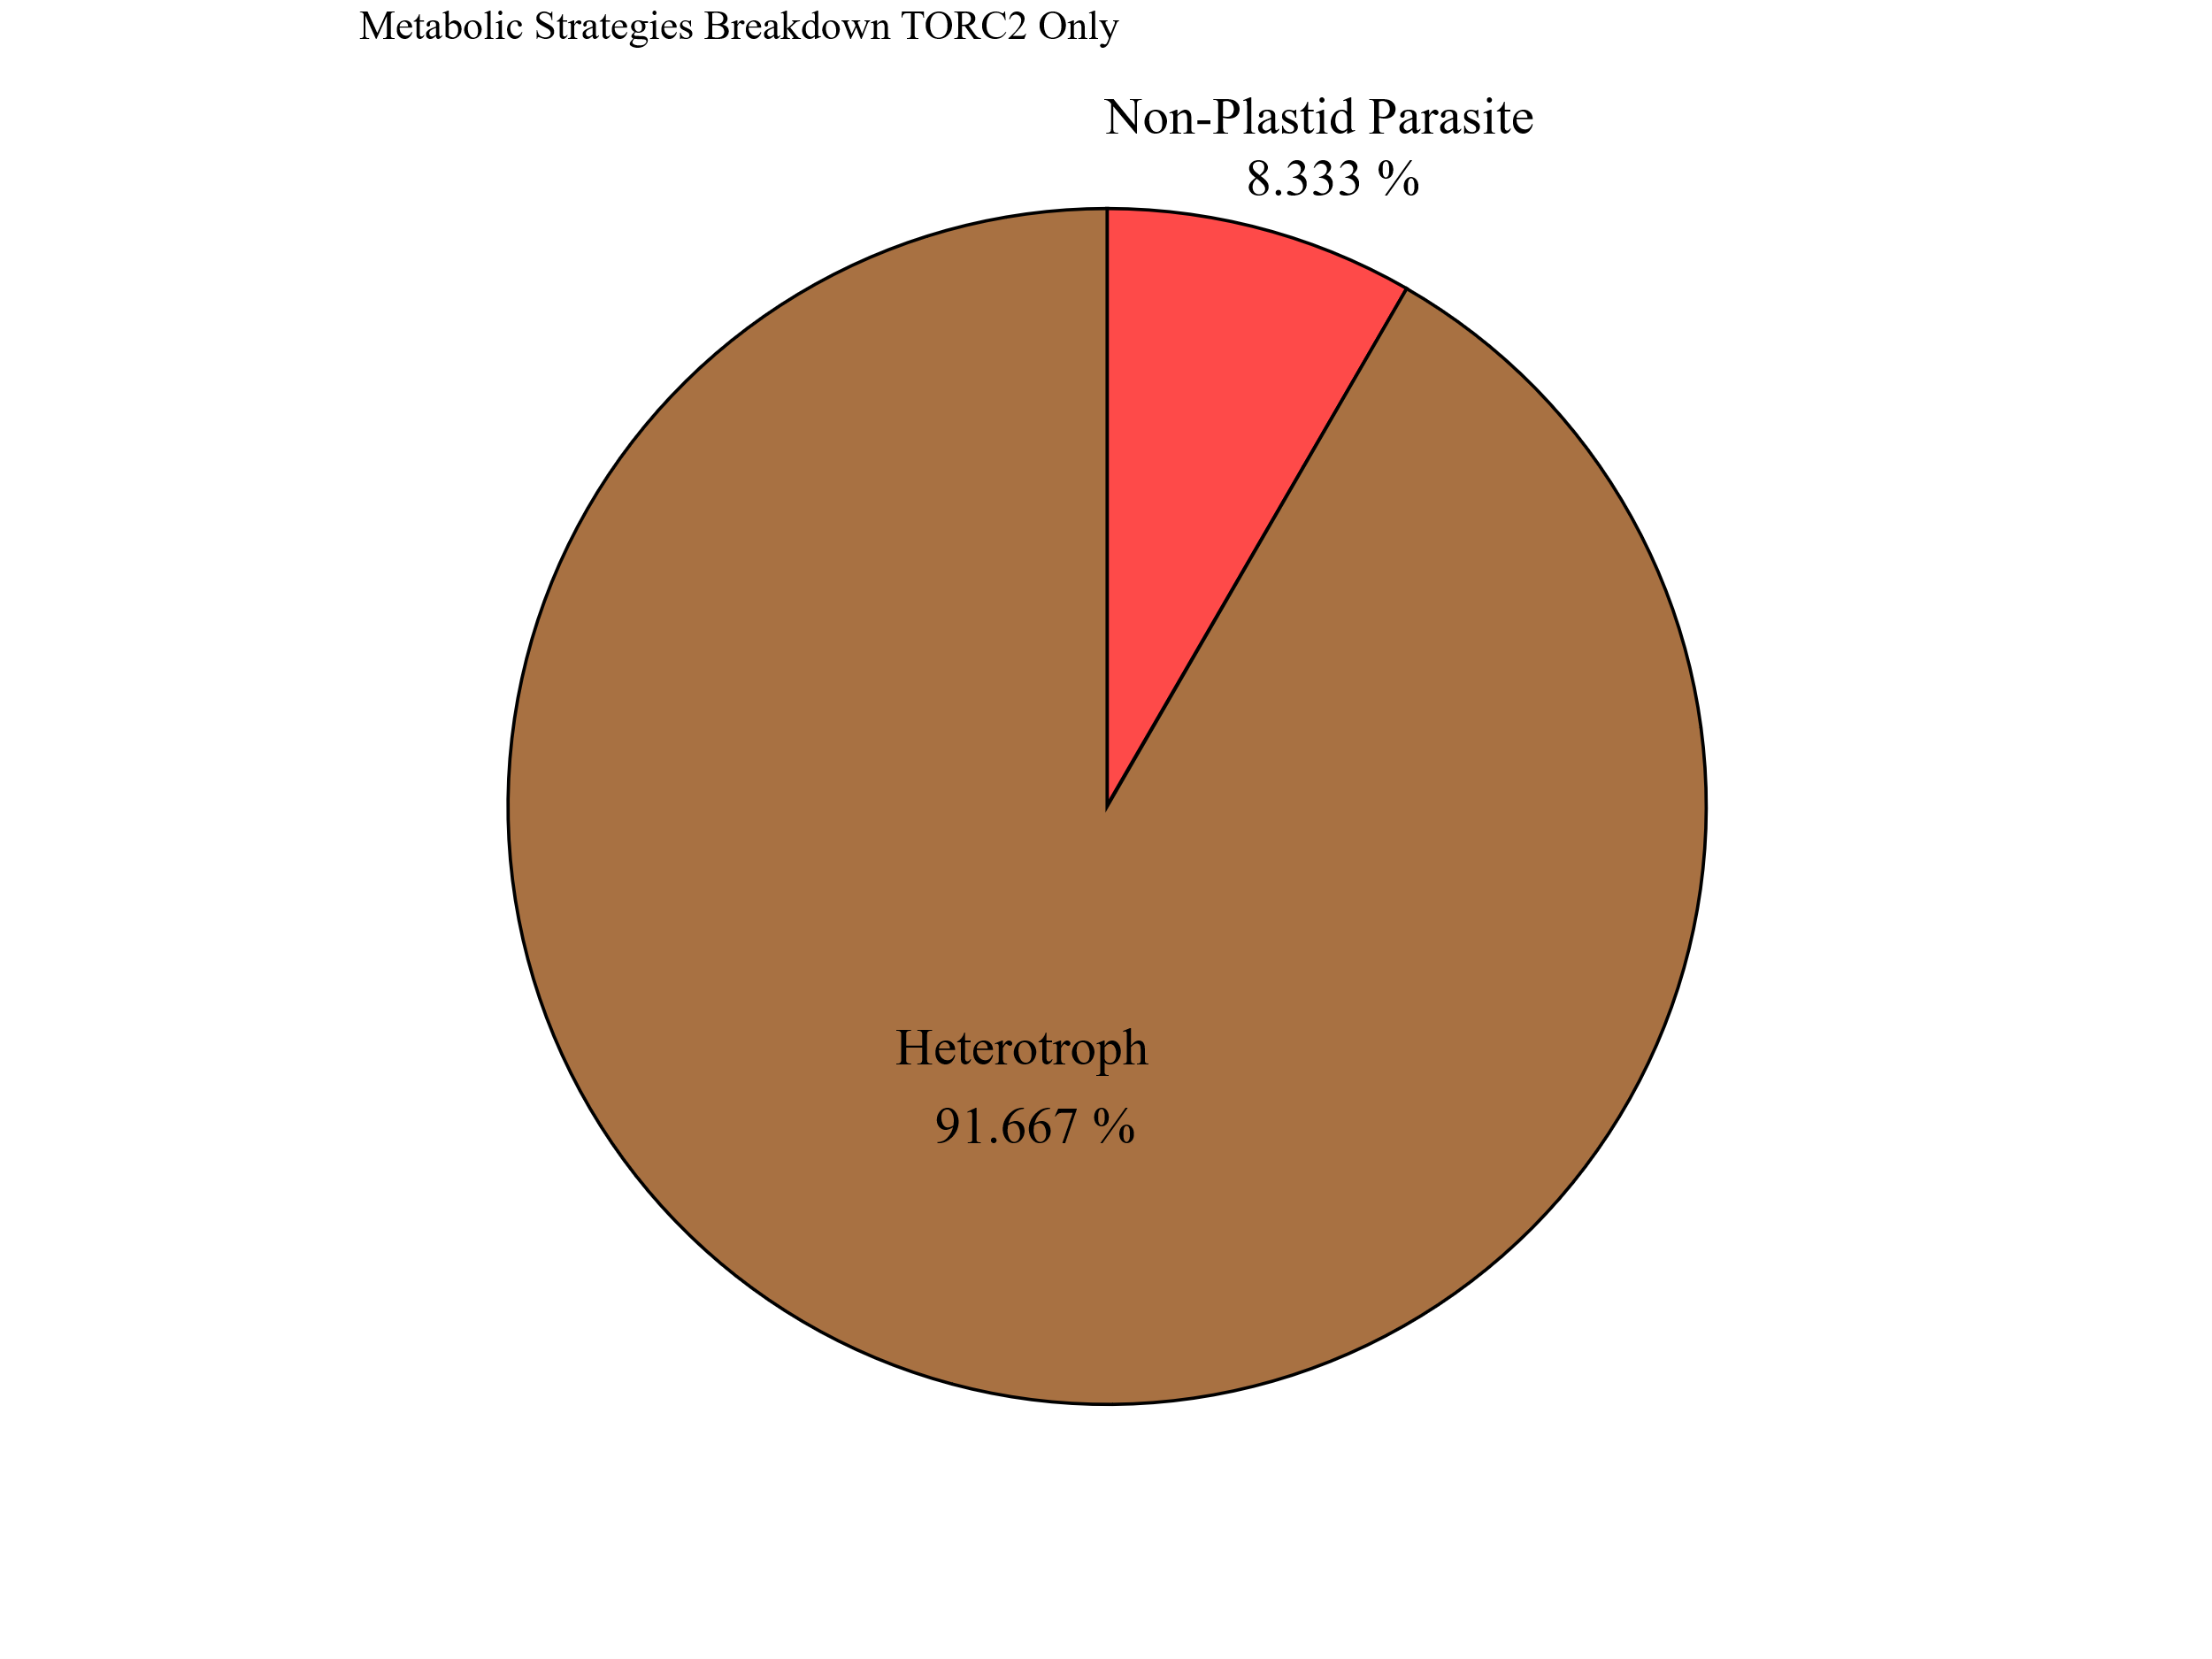 Metabolic Strategies Breakdown TORC2 Only
Non-Plastid Parasite
8.333 %
Heterotroph
91.667 %